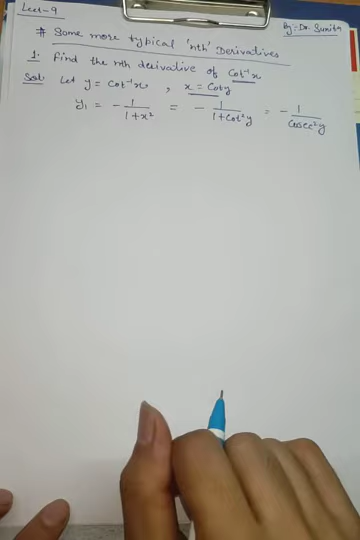 Lect-9
By:- Dr. Sunita
# Some more typical 'nth' Derivatives
1. Find the nth derivative of Cot⁻¹x
Sol: Let y = Cot⁻¹x , x = Coty
y₁ = - 1/(1+x²) = - 1/(1+Cot²y) = - 1/Cosec²y